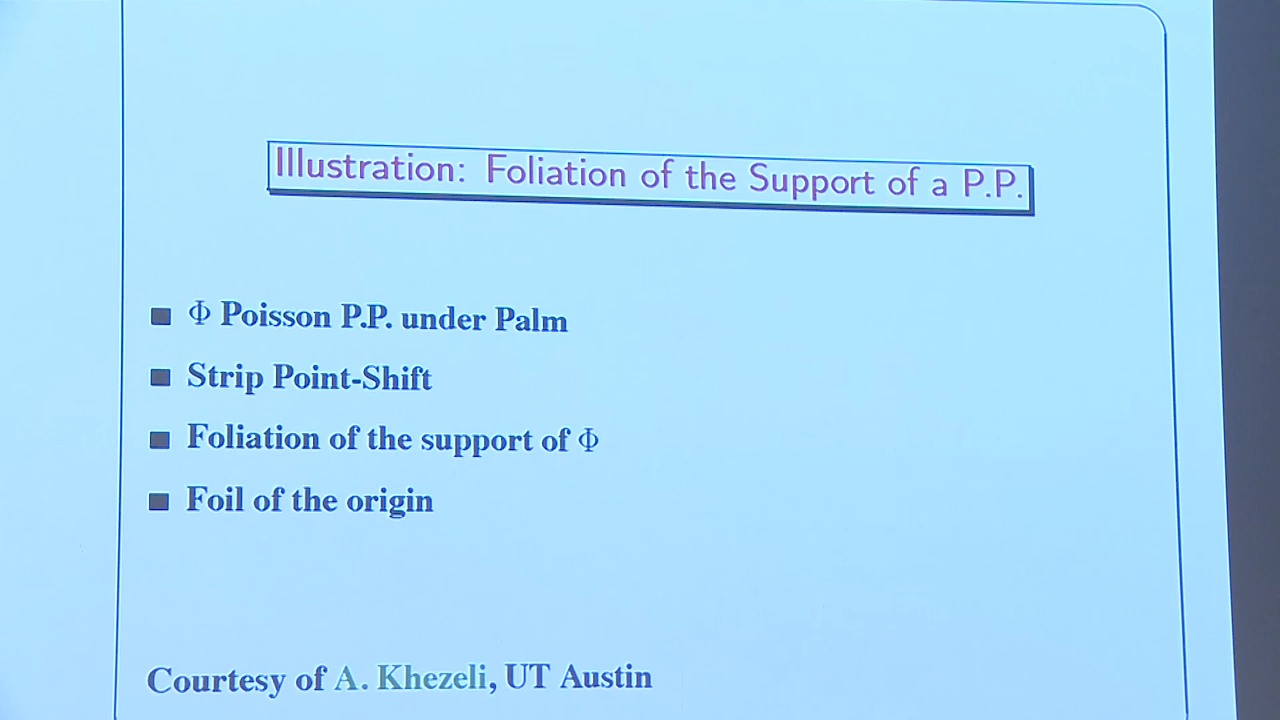 Illustration: Foliation of the Support of a P.P.
■ Φ Poisson P.P. under Palm
■ Strip Point-Shift
■ Foliation of the support of Φ
■ Foil of the origin
Courtesy of A. Khezeli, UT Austin